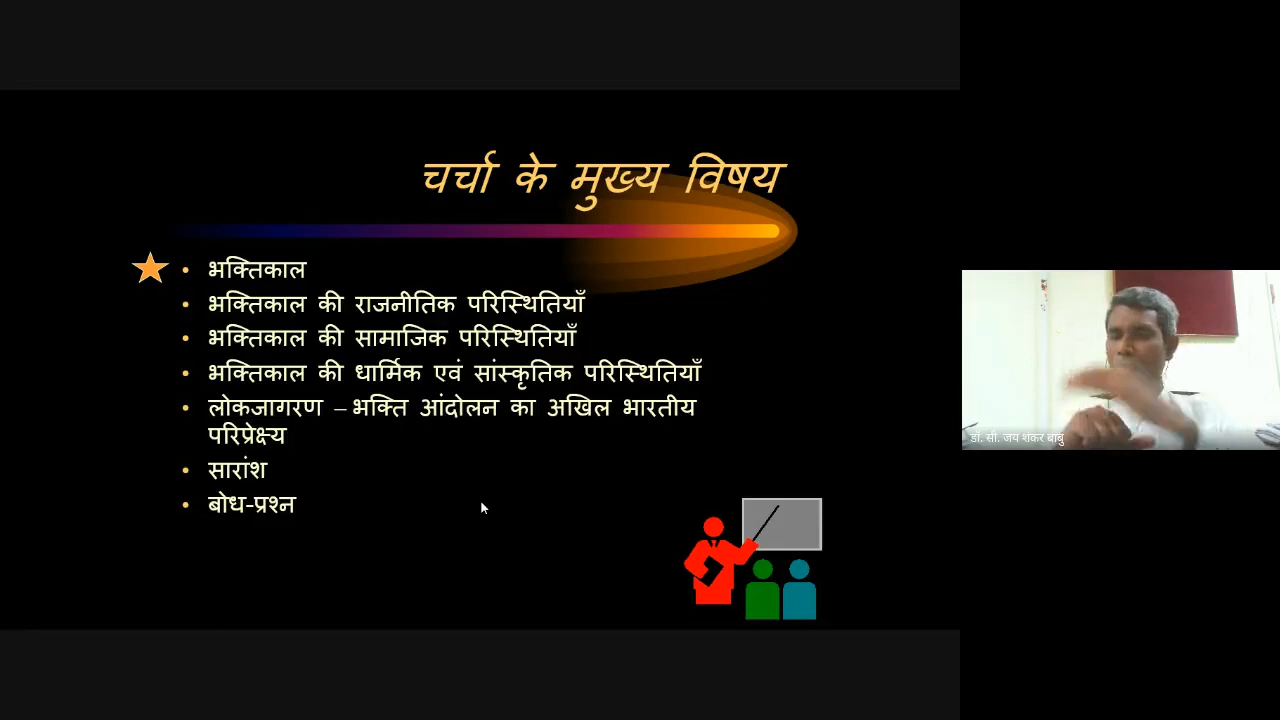 चर्चा के मुख्य विषय
भक्तिकाल
भक्तिकाल की राजनीतिक परिस्थितियाँ
भक्तिकाल की सामाजिक परिस्थितियाँ
भक्तिकाल की धार्मिक एवं सांस्कृतिक परिस्थितियाँ
लोकजागरण – भक्ति आंदोलन का अखिल भारतीय
परिप्रेक्ष्य
सारांश
बोध-प्रश्न
डॉ. सी. जय शंकर बाबु